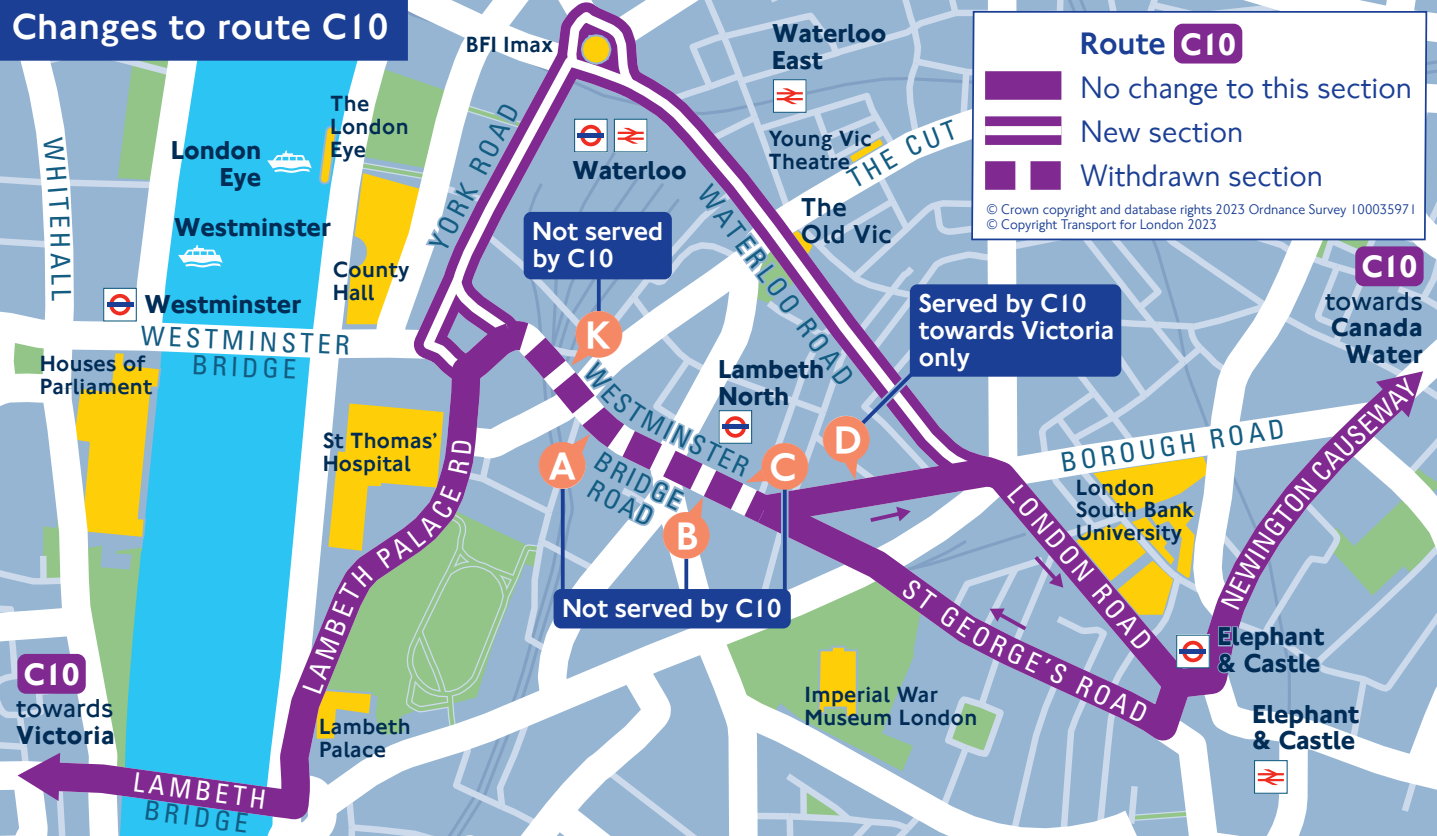 Changes to route C10
BFI Imax
Waterloo
East
Route C10
No change to this section
New section
Withdrawn section
© Crown copyright and database rights 2023 Ordnance Survey 100035971
© Copyright Transport for London 2023
The
London
Eye
London
Eye
WHITEHALL
YORK ROAD
Waterloo
Young Vic
Theatre
THE CUT
Westminster
The
Old Vic
WATERLOO ROAD
Not served
by C10
County
Hall
Westminster
WESTMINSTER
BRIDGE
Houses of
Parliament
K
Served by C10
towards Victoria
only
C10
towards
Canada
Water
Lambeth
North
WESTMINSTER
BRIDGE
ROAD
St Thomas'
Hospital
A
B
C
D
BOROUGH ROAD
London
South Bank
University
NEWINGTON CAUSEWAY
LONDON ROAD
LAMBETH PALACE RD
Not served by C10
ST GEORGE'S ROAD
Elephant
& Castle
Imperial War
Museum London
Elephant
& Castle
C10
towards
Victoria
Lambeth
Palace
LAMBETH
BRIDGE